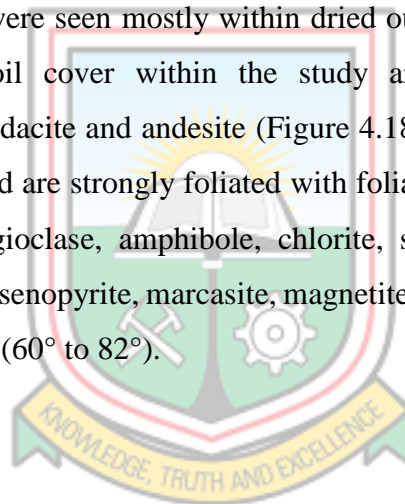 were seen mostly within dried ou
oil cover within the study a
dacite and andesite (Figure 4.18
d are strongly foliated with folia
gioclase, amphibole, chlorite, s
senopyrite, marcasite, magnetite
(60° to 82°).
KNOWLEDGE, TRUTH AND EXCELLENCE